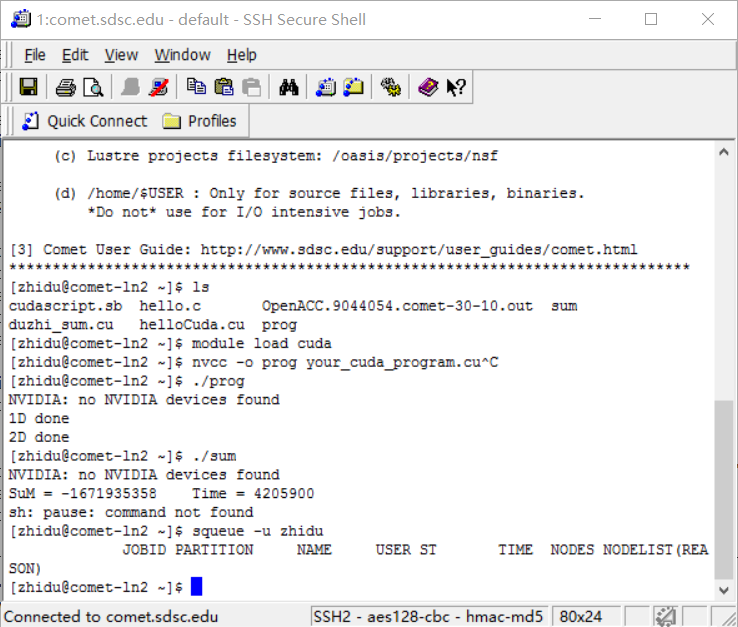 1:comet.sdsc.edu - default - SSH Secure Shell
File Edit View Window Help
Quick Connect Profiles
(c) Lustre projects filesystem: /oasis/projects/nsf
(d) /home/$USER : Only for source files, libraries, binaries.
*Do not* use for I/O intensive jobs.
[3] Comet User Guide: http://www.sdsc.edu/support/user_guides/comet.html
*********************************************************************************
[zhidu@comet-ln2 ~]$ ls
cudascript.sb hello.c OpenACC.9044054.comet-30-10.out sum
duzhi_sum.cu helloCuda.cu prog
[zhidu@comet-ln2 ~]$ module load cuda
[zhidu@comet-ln2 ~]$ nvcc -o prog your_cuda_program.cu^C
[zhidu@comet-ln2 ~]$ ./prog
NVIDIA: no NVIDIA devices found
1D done
2D done
[zhidu@comet-ln2 ~]$ ./sum
NVIDIA: no NVIDIA devices found
SuM = -1671935358 Time = 4205900
sh: pause: command not found
[zhidu@comet-ln2 ~]$ squeue -u zhidu
JOBID PARTITION NAME USER ST TIME NODES NODELIST(REA
SON)
[zhidu@comet-ln2 ~]$
Connected to comet.sdsc.edu SSH2 - aes128-cbc - hmac-md5 80x24